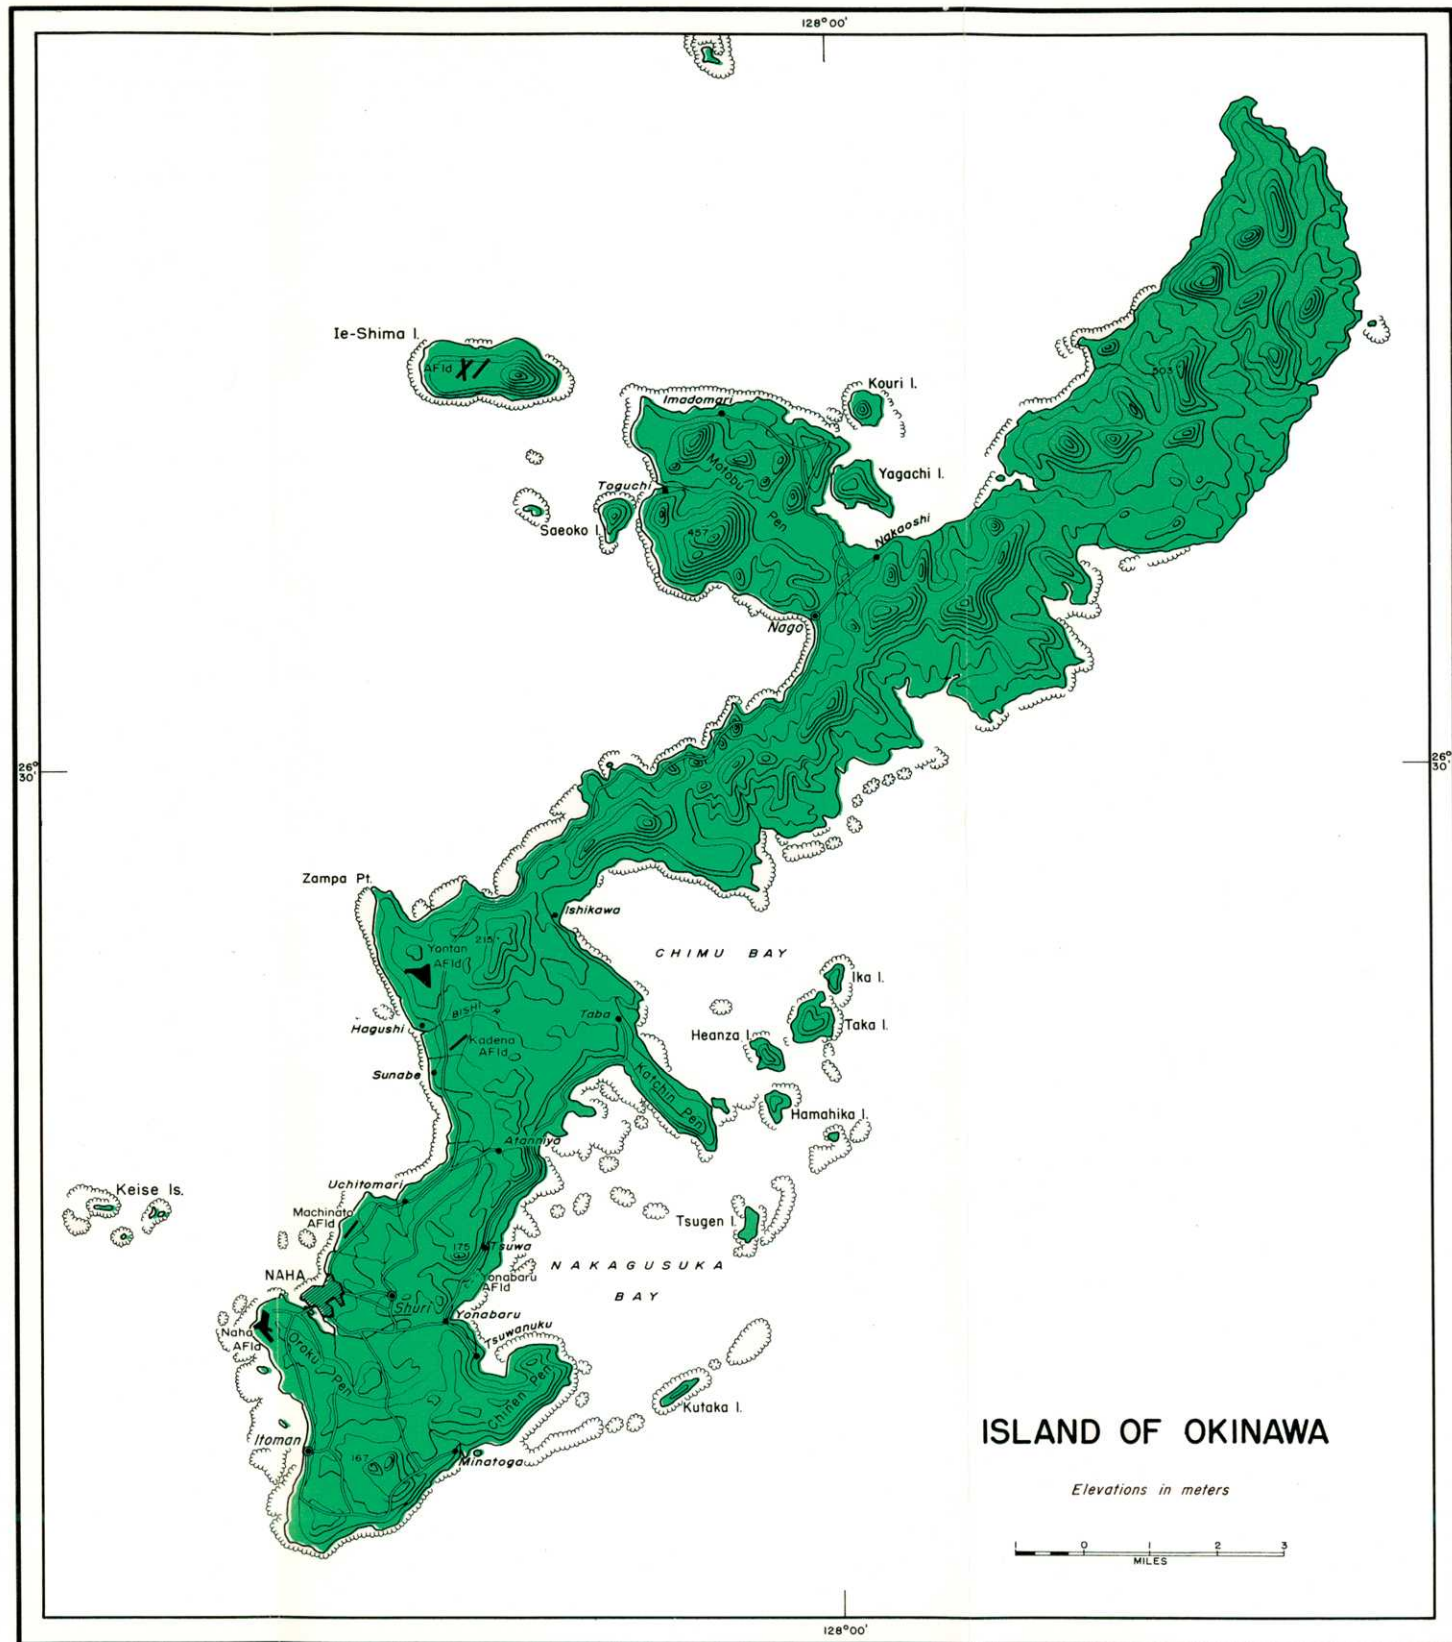 128°00'
Ie-Shima I.
AFld
Kouri I.
Imadomari
503
Motobu
Pen
Yagachi I.
Toguchi
Saeoko I.
457
Nakaoshi
Nago
26°
30'
26°
30'
Zampa Pt.
Ishikawa
215
Yontan
AFld
CHIMU BAY
Ika I.
BISHI R
Hagushi
Taba
Taka I.
Heanza I.
Kadena
AFld
Sunabe
Katchin Pen
Hamahika I.
Atanniya
Keise Is.
Uchitomari
Machinato
AFld
Tsugen I.
175
Tsuwa
NAKAGUSUKA
BAY
NAHA
Yonabaru
AFld
Shuri
Yonabaru
Tsuwanuku
Naha
AFld
Oroku Pen
Chinen Pen
Kutaka I.
Itoman
167
Minatoga
ISLAND OF OKINAWA
Elevations in meters
1 0 1 2 3
MILES
128°00'